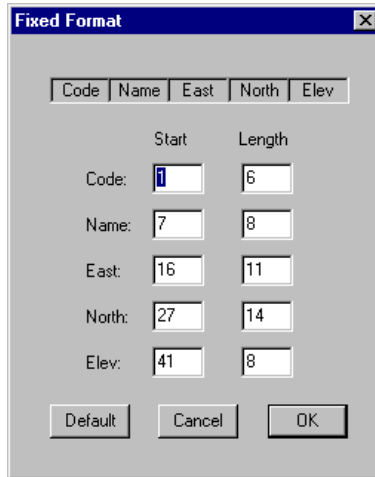 Fixed Format
Code Name East North Elev
Start Length
Code: 1 6
Name: 7 8
East: 16 11
North: 27 14
Elev: 41 8
Default Cancel OK